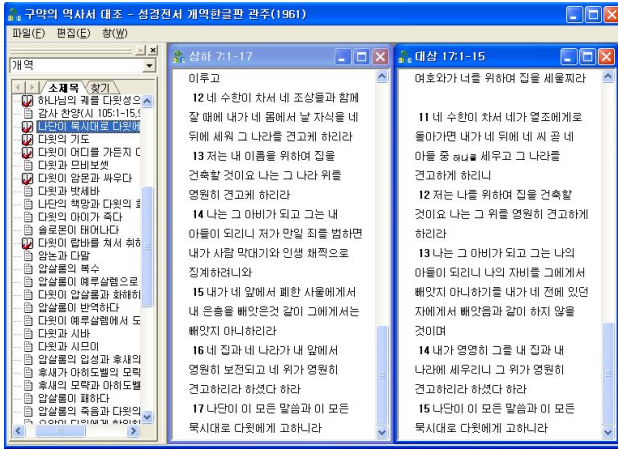 구약의 역사서 대조 - 성경전서 개역한글판 관주(1961)
파일(F) 편집(E) 창(W)
개역
소제목 찾기
하나님의 궤를 다윗성으
감사 찬양(시 105:1-15,
나단이 묵시대로 다윗에
다윗의 기도
다윗이 어디를 가든지
다윗과 므비보셋
다윗이 암몬과 싸우다
다윗과 밧세바
나단의 책망과 다윗의
다윗의 아이가 죽다
솔로몬이 태어나다
다윗이 랍바를 쳐서 취히
암논과 다말
압살롬의 복수
압살롬이 예루살렘으로
다윗이 압살롬과 화해히
압살롬이 반역하다
다윗이 예루살렘에서 도
다윗과 시바
다윗과 시므이
압살롬의 입성과 후새의
후새가 아히도벨의 모략
후새의 모략과 아히도벨
압살롬이 패하다
압살롬의 죽음과 다윗의
삼하 7:1-17
이루고
12 네 수한이 차서 네 조상들과 함께
잘 때에 내가 네 몸에서 날 자식을 네
뒤에 세워 그 나라를 견고케 하리라
13 저는 내 이름을 위하여 집을
건축할 것이요 나는 그 나라 위를
영원히 견고케 하리라
14 나는 그 아비가 되고 그는 내
아들이 되리니 저가 만일 죄를 범하면
내가 사람 막대기와 인생 채찍으로
징계하려니와
15 내가 네 앞에서 폐한 사울에게서
내 은총을 빼앗은것 같이 그에게서는
빼앗지 아니하리라
16 네 집과 네 나라가 내 앞에서
영원히 보전되고 네 위가 영원히
견고하리라 하셨다 하라
17 나단이 이 모든 말씀과 이 모든
묵시대로 다윗에게 고하니라
대상 17:1-15
여호와가 너를 위하여 집을 세울찌라
11 네 수한이 차서 네가 열조에게로
돌아가면 내가 네 뒤에 네 씨 곧 네
아들 중 하나를 세우고 그 나라를
견고하게 하리니
12 저는 나를 위하여 집을 건축할
것이요 나는 그 위를 영원히 견고하게
하리라
13 나는 그 아비가 되고 그는 나의
아들이 되리니 나의 자비를 그에게서
빼앗지 아니하기를 내가 네 전에 있던
자에게서 빼앗음과 같이 하지 않을
것이며
14 내가 영영히 그를 내 집과 내
나라에 세우리니 그 위가 영원히
견고하리라 하셨다 하라
15 나단이 이 모든 말씀과 이 모든
묵시대로 다윗에게 고하니라